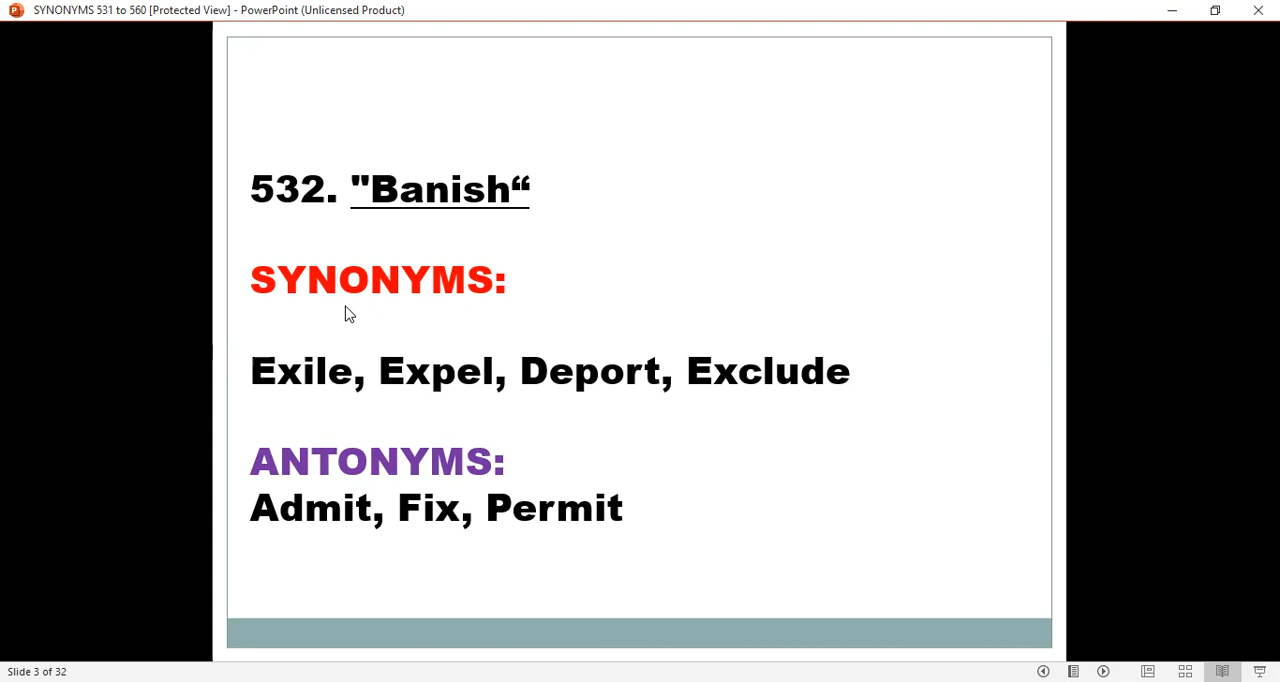 SYNONYMS 531 to 560 [Protected View] - PowerPoint (Unlicensed Product)
532. "Banish“
SYNONYMS:
Exile, Expel, Deport, Exclude
ANTONYMS:
Admit, Fix, Permit
Slide 3 of 32